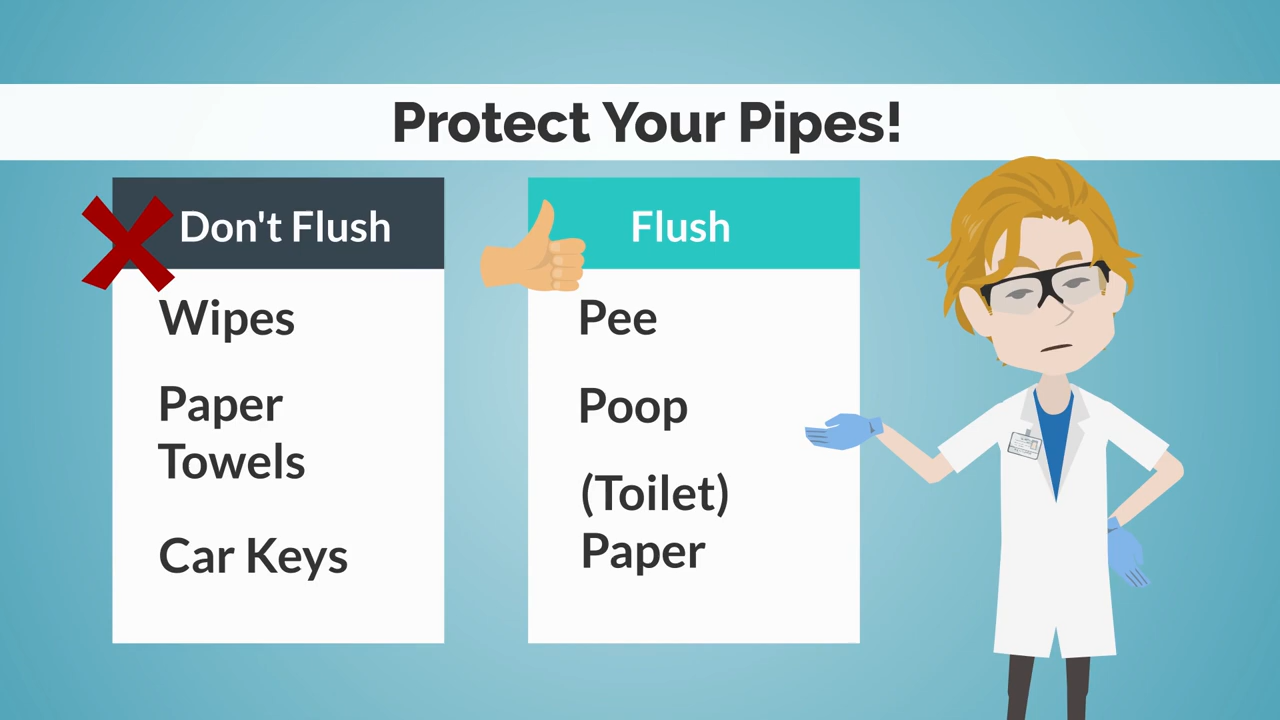 Protect Your Pipes!
Don't Flush
Wipes
Paper
Towels
Car Keys
Flush
Pee
Poop
(Toilet)
Paper